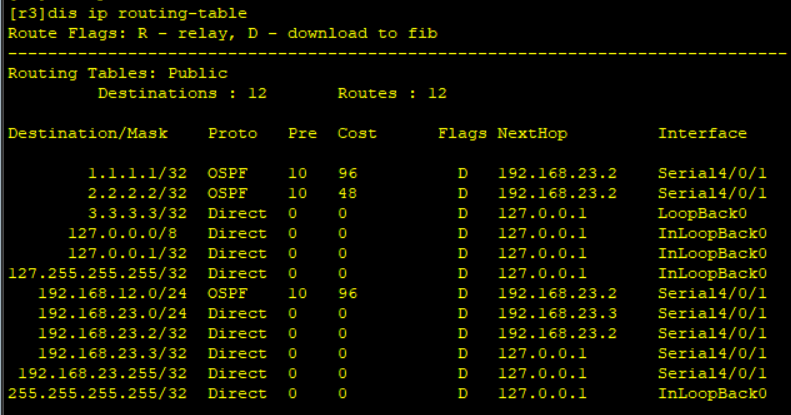 [r3]dis ip routing-table
Route Flags: R - relay, D - download to fib
------------------------------------------------------------------------------
Routing Tables: Public
         Destinations : 12       Routes : 12

Destination/Mask    Proto   Pre  Cost      Flags NextHop         Interface

        1.1.1.1/32  OSPF    10   96          D   192.168.23.2    Serial4/0/1
        2.2.2.2/32  OSPF    10   48          D   192.168.23.2    Serial4/0/1
        3.3.3.3/32  Direct  0    0           D   127.0.0.1       LoopBack0
      127.0.0.0/8   Direct  0    0           D   127.0.0.1       InLoopBack0
      127.0.0.1/32  Direct  0    0           D   127.0.0.1       InLoopBack0
127.255.255.255/32  Direct  0    0           D   127.0.0.1       InLoopBack0
   192.168.12.0/24  OSPF    10   96          D   192.168.23.2    Serial4/0/1
   192.168.23.0/24  Direct  0    0           D   192.168.23.3    Serial4/0/1
   192.168.23.2/32  Direct  0    0           D   192.168.23.2    Serial4/0/1
   192.168.23.3/32  Direct  0    0           D   127.0.0.1       Serial4/0/1
 192.168.23.255/32  Direct  0    0           D   127.0.0.1       Serial4/0/1
255.255.255.255/32  Direct  0    0           D   127.0.0.1       InLoopBack0